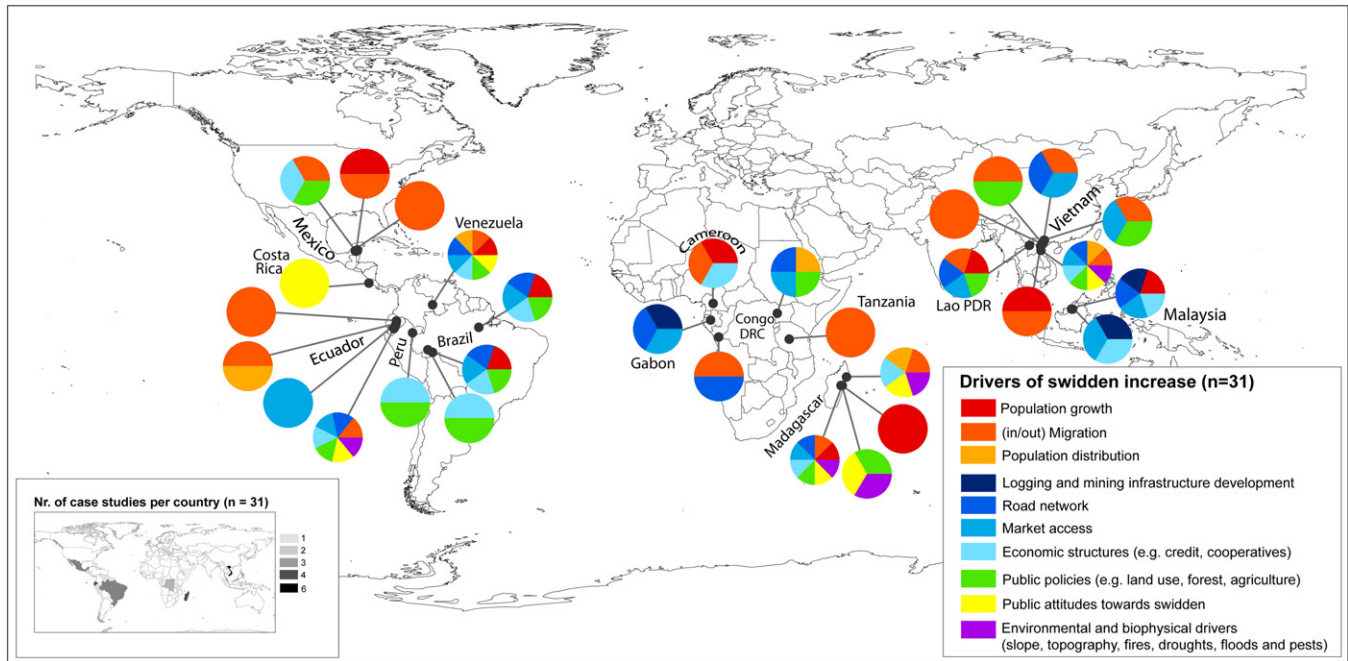 Mexico
Costa
Rica
Venezuela
Ecuador
Peru
Brazil
Cameroon
Gabon
Congo
DRC
Tanzania
Madagascar
Lao PDR
Vietnam
Malaysia
Nr. of case studies per country (n = 31)
1
2
3
4
6
Drivers of swidden increase (n=31)
Population growth
(in/out) Migration
Population distribution
Logging and mining infrastructure development
Road network
Market access
Economic structures (e.g. credit, cooperatives)
Public policies (e.g. land use, forest, agriculture)
Public attitudes towards swidden
Environmental and biophysical drivers
(slope, topography, fires, droughts, floods and pests)